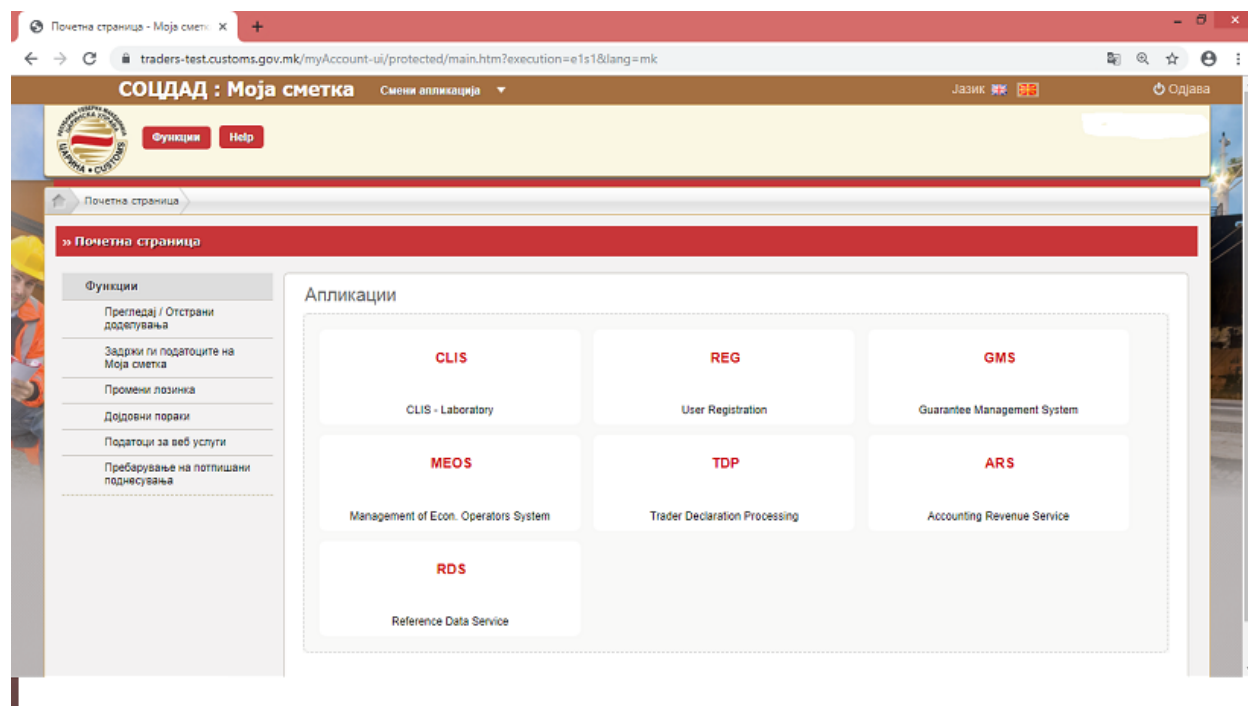 Почетна страница - Моја сметк
traders-test.customs.gov.mk/myAccount-ui/protected/main.htm?execution=e1s1&lang=mk
СОЦДАД : Моја сметка Смени апликација Јазик Одјава
Функции Help
ЦАРИНА • CUSTOMS
Почетна страница
» Почетна страница
Функции
Прегледај / Отстрани
доделувања
Задржи ги податоците на
Моја сметка
Промени лозинка
Дојдовни пораки
Податоци за веб услуги
Пребарување на потпишани
поднесувања
Апликации
CLIS REG GMS
CLIS - Laboratory User Registration Guarantee Management System
MEOS TDP ARS
Management of Econ. Operators System Trader Declaration Processing Accounting Revenue Service
RDS
Reference Data Service